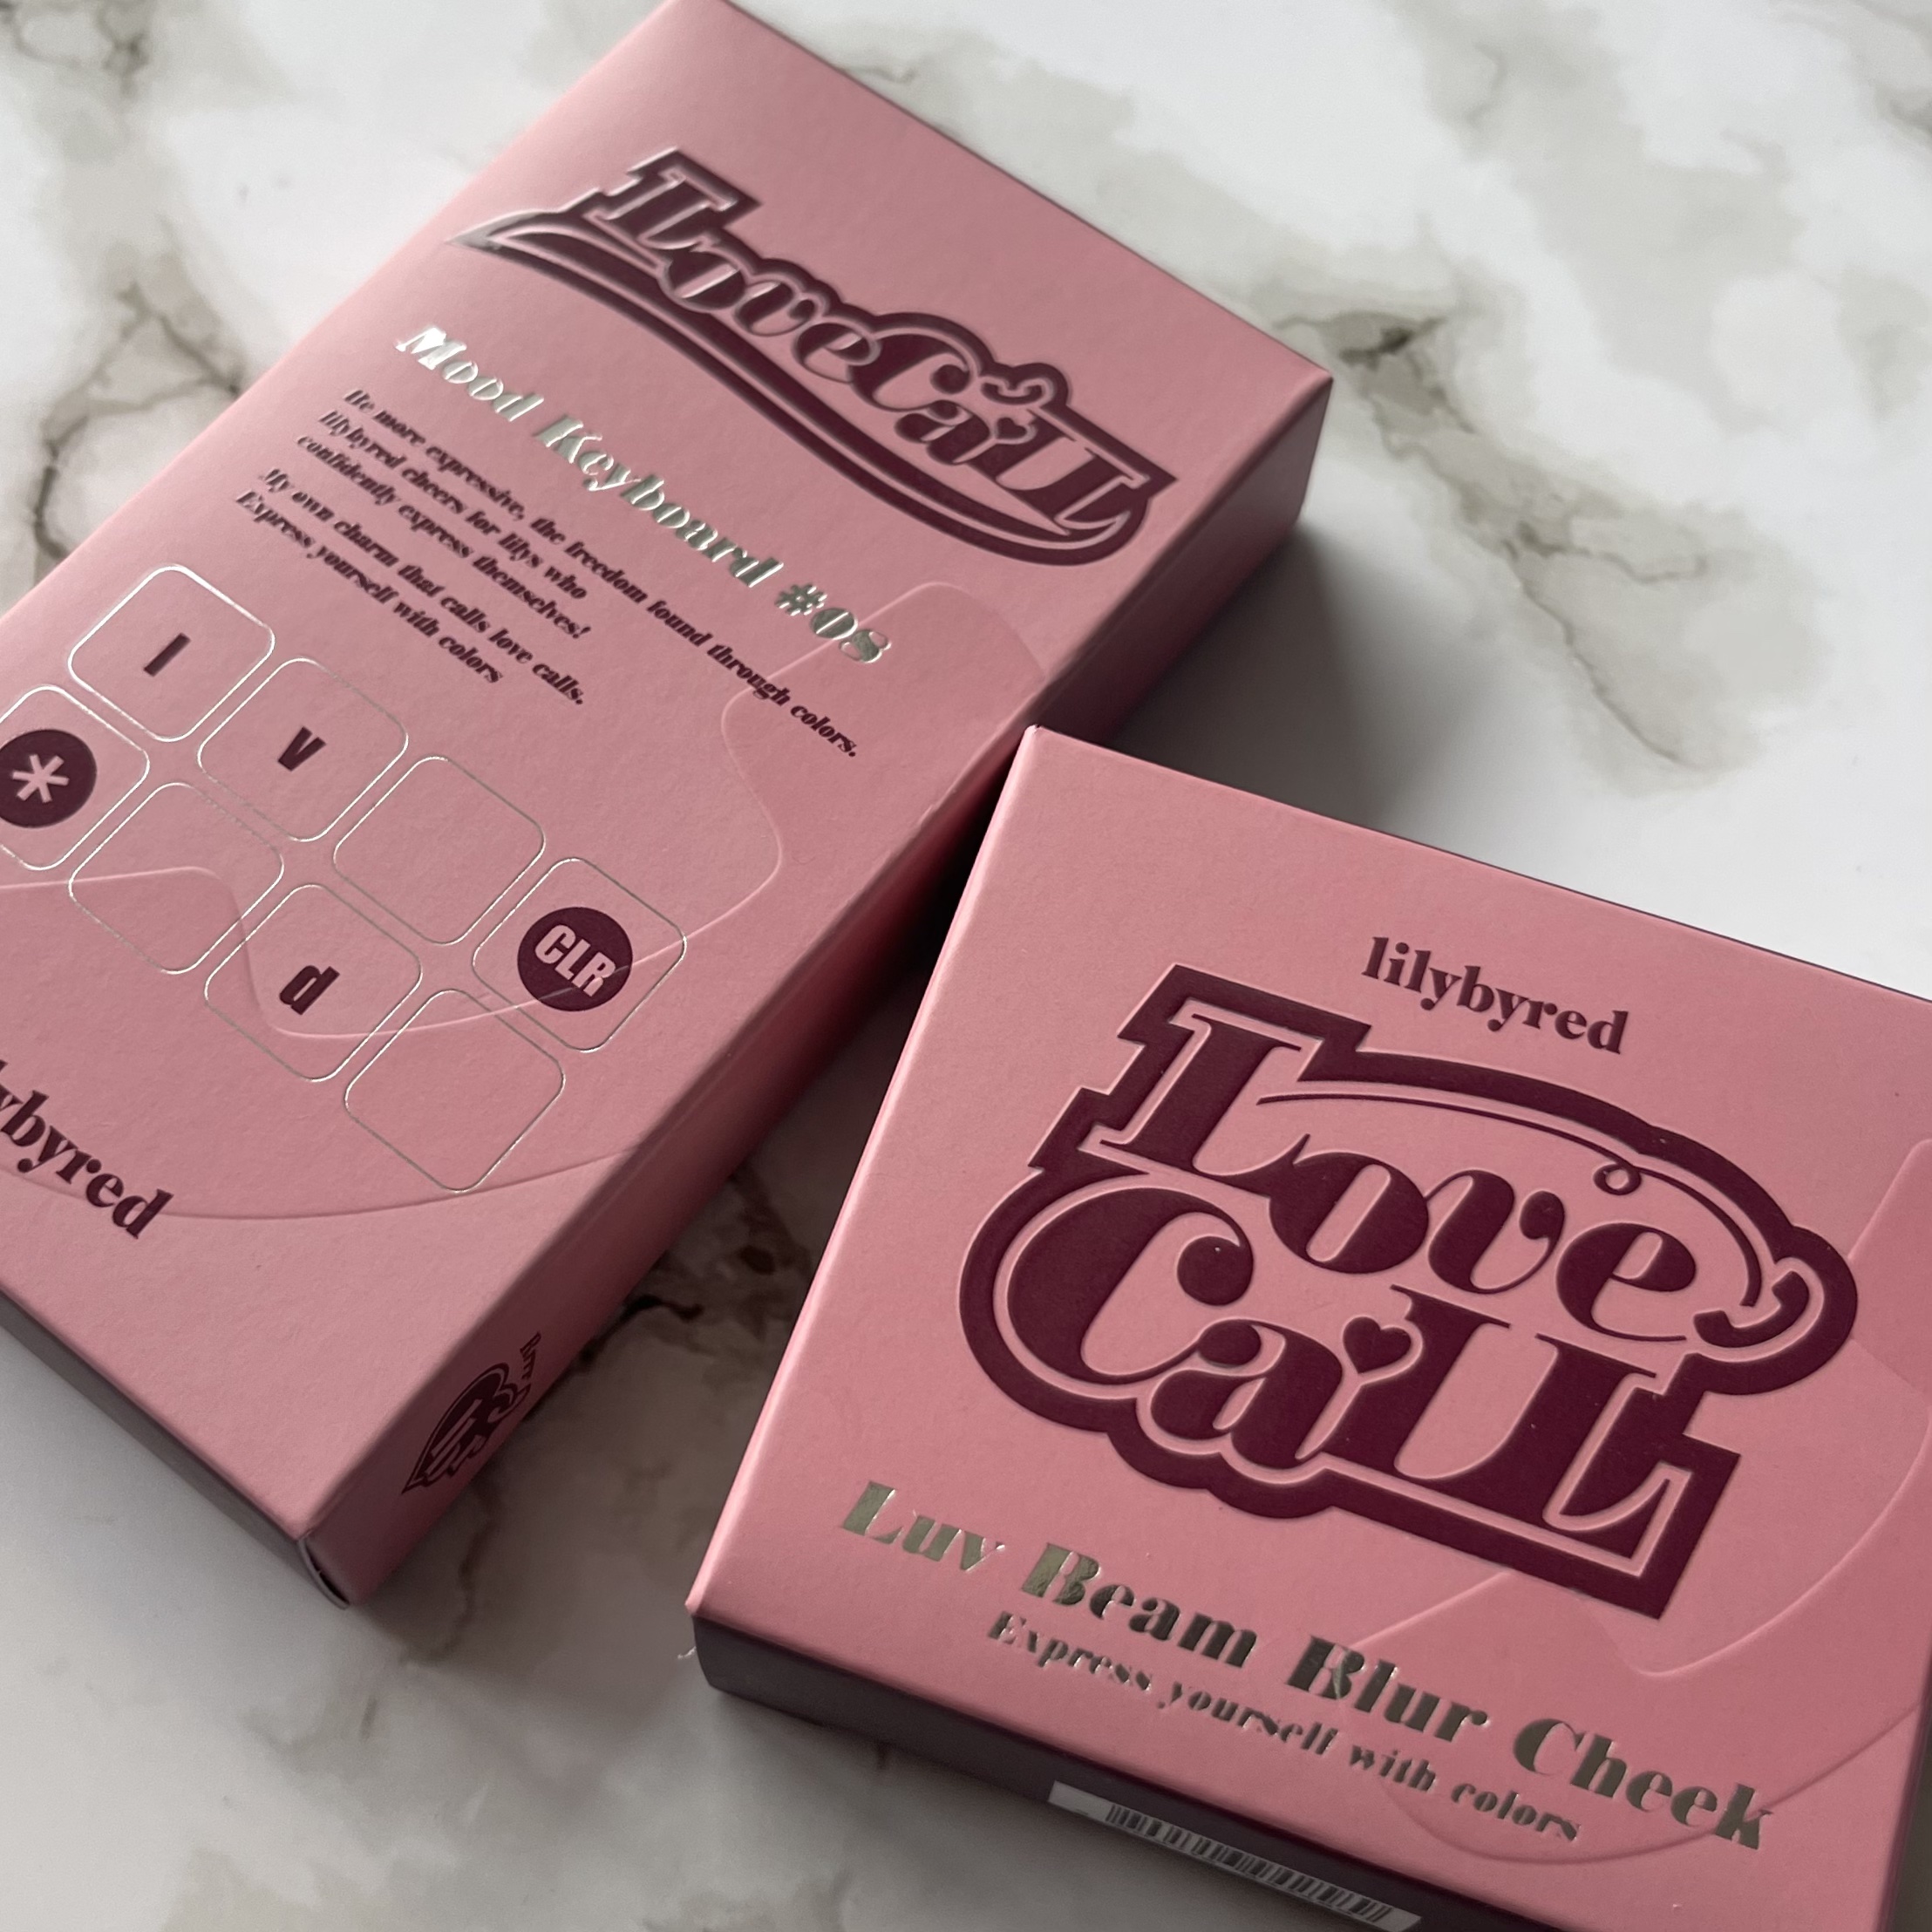 Love Call
Mood Keyboard #08
Be more expressive, the freedom found through colors.
lilybyred cheers for lilys who
confidently express themselves!
My own charm that calls love calls.
Express yourself with colors
l
v
CLR
*
d
lybyred
lilybyred
Love
Call
Luv Beam Blur Cheek
Express yourself with colors